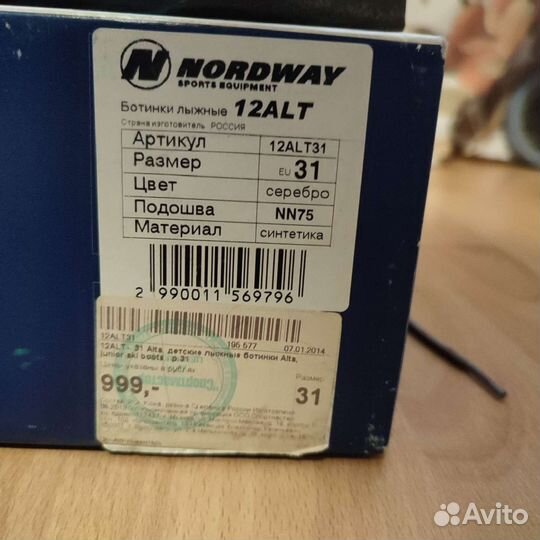 NORDWAY
SPORTS EQUIPMENT
Ботинки лыжные 12ALT
Страна изготовитель РОССИЯ
Артикул 12ALT31
Размер EU 31
Цвет серебро
Подошва NN75
Материал синтетика
2 990011 569796
12ALT31 196 577 07.01.2014
12ALT - 31 Alta, детские лыжные ботинки Alta,
junior ski boots р.31
Цены указаны в рублях
999,- Размер: 31
Спортмастер
Avito